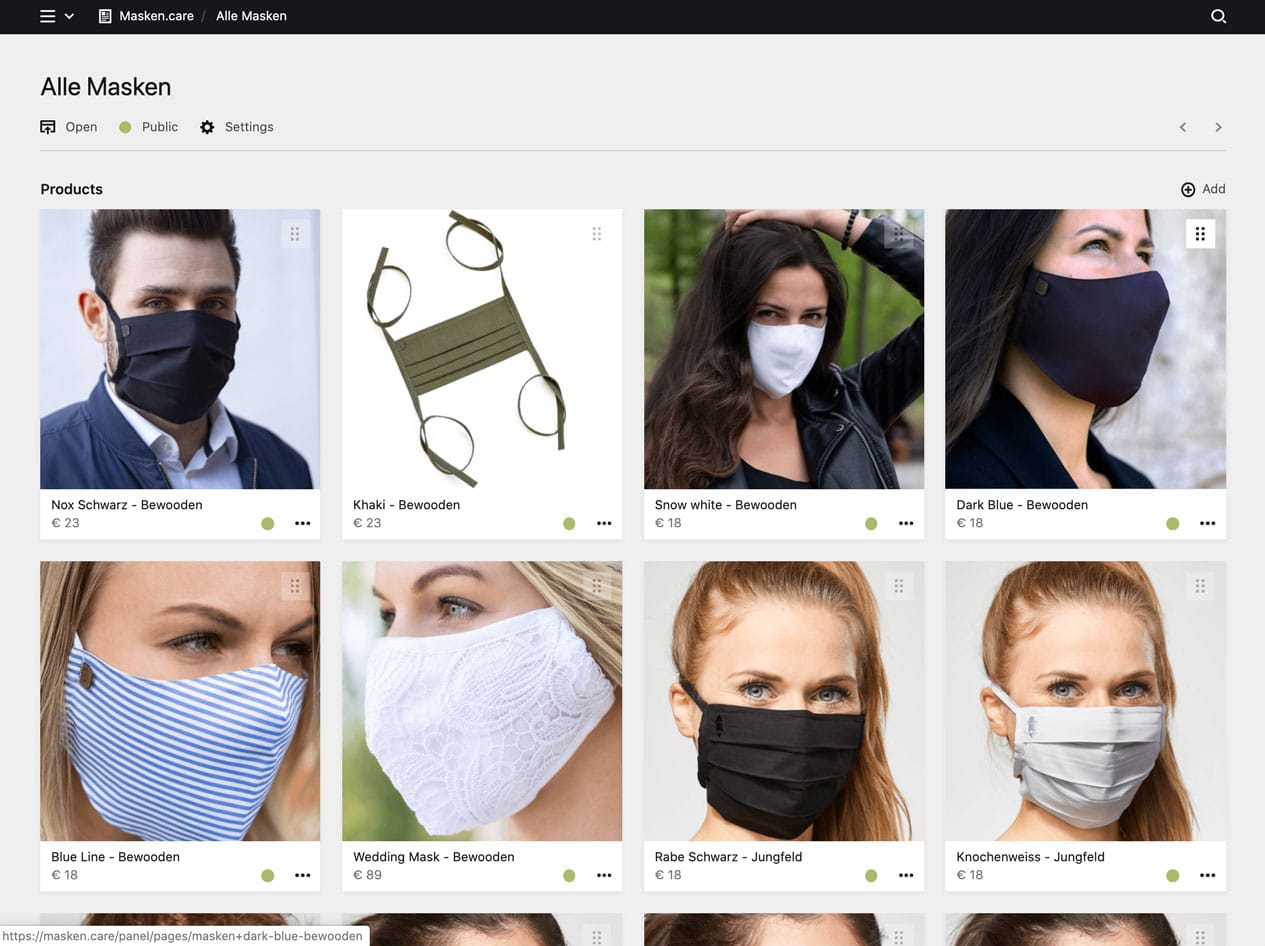 Masken.care / Alle Masken
Alle Masken
Open Public Settings
Products
Add
Nox Schwarz - Bewooden
€ 23
Khaki - Bewooden
€ 23
Snow white - Bewooden
€ 18
Dark Blue - Bewooden
€ 18
Blue Line - Bewooden
€ 18
Wedding Mask - Bewooden
€ 89
Rabe Schwarz - Jungfeld
€ 18
Knochenweiss - Jungfeld
€ 18
https://masken.care/panel/pages/masken+dark-blue-bewooden